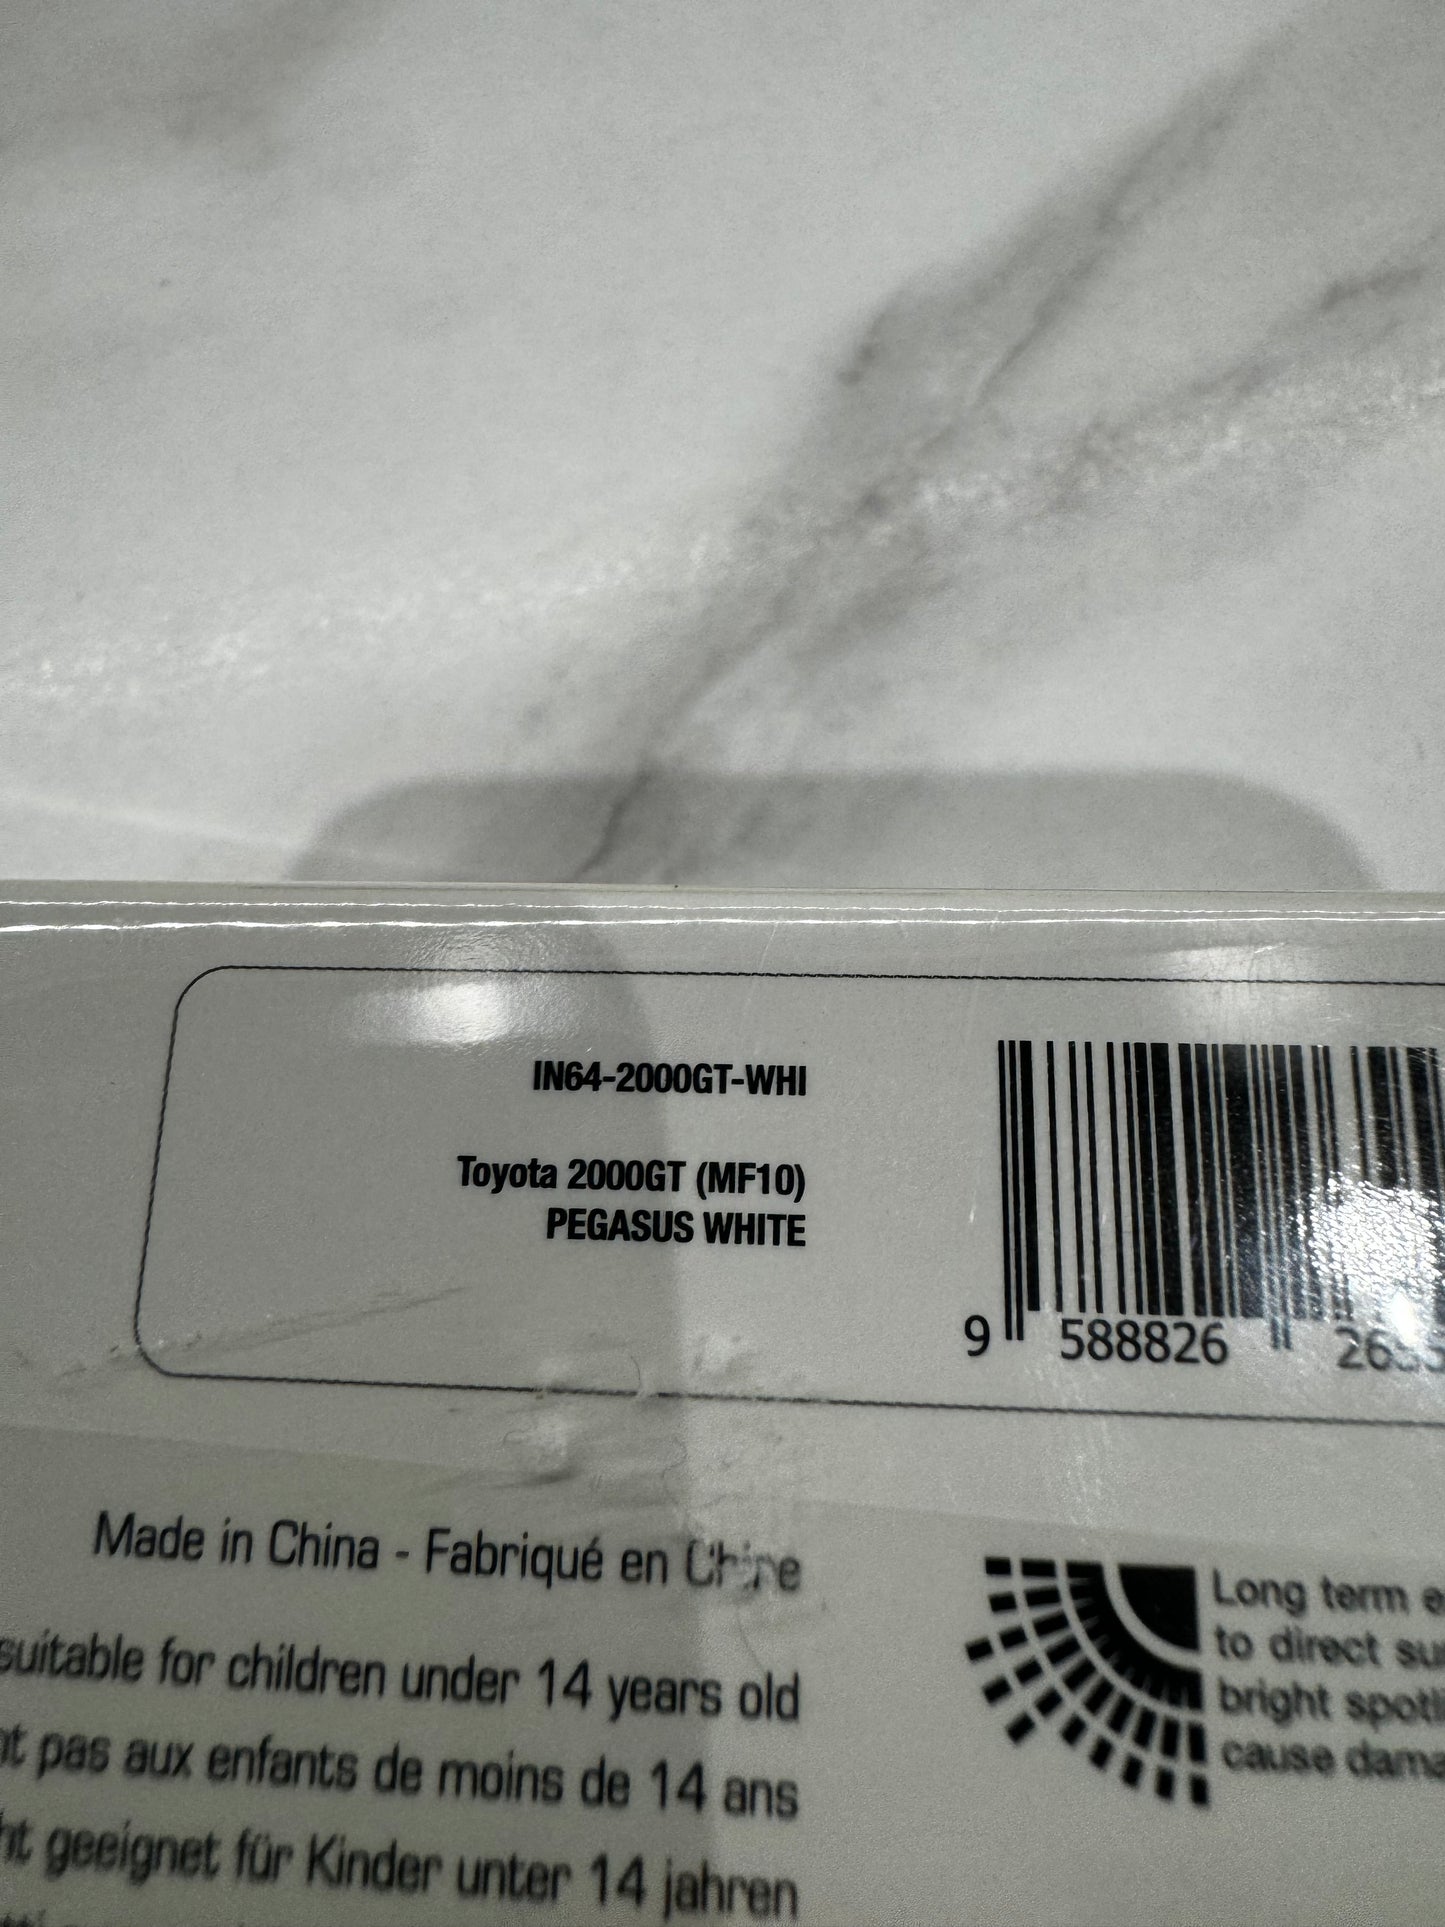 IN64-2000GT-WHI
Toyota 2000GT (MF10)
PEGASUS WHITE
9 588826 26
Made in China - Fabriqué en Chine
suitable for children under 14 years old
pas aux enfants de moins de 14 ans
geeignet für Kinder unter 14 jahren
Long term
to direct
bright
cause